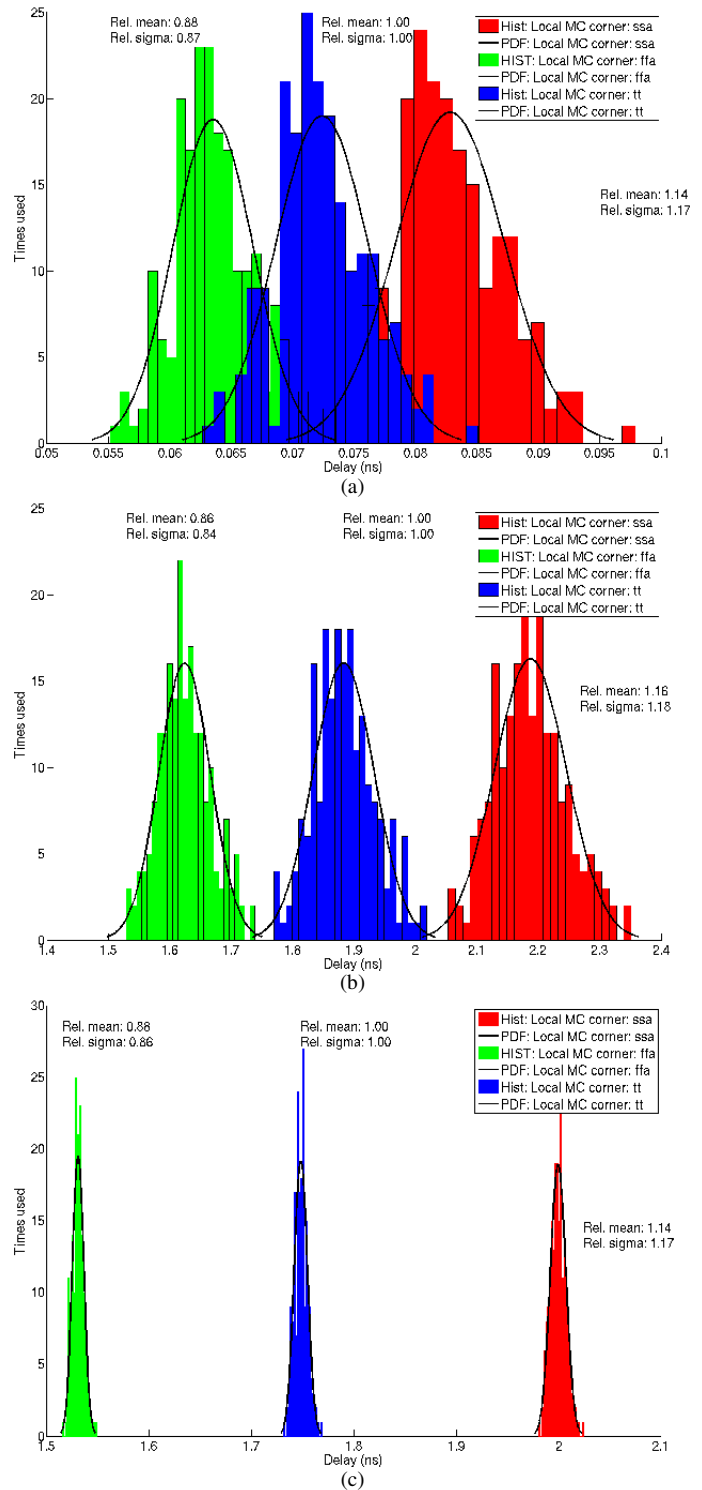 25
Rel. mean: 0.88
Rel. sigma: 0.87
Rel. mean: 1.00
Rel. sigma: 1.00
Hist: Local MC corner: ssa
PDF: Local MC corner: ssa
HIST: Local MC corner: ffa
PDF: Local MC corner: ffa
Hist: Local MC corner: tt
PDF: Local MC corner: tt
20
15
Rel. mean: 1.14
Rel. sigma: 1.17
Times used
10
5
0
0.05 0.055 0.06 0.065 0.07 0.075 0.08 0.085 0.09 0.095 0.1
Delay (ns)
(a)
25
Rel. mean: 0.86
Rel. sigma: 0.84
Rel. mean: 1.00
Rel. sigma: 1.00
Hist: Local MC corner: ssa
PDF: Local MC corner: ssa
HIST: Local MC corner: ffa
PDF: Local MC corner: ffa
Hist: Local MC corner: tt
PDF: Local MC corner: tt
20
15
Rel. mean: 1.16
Rel. sigma: 1.18
Times used
10
5
0
1.4 1.5 1.6 1.7 1.8 1.9 2 2.1 2.2 2.3 2.4
Delay (ns)
(b)
30
Rel. mean: 0.88
Rel. sigma: 0.86
Rel. mean: 1.00
Rel. sigma: 1.00
Hist: Local MC corner: ssa
PDF: Local MC corner: ssa
HIST: Local MC corner: ffa
PDF: Local MC corner: ffa
Hist: Local MC corner: tt
PDF: Local MC corner: tt
25
20
15
Rel. mean: 1.14
Rel. sigma: 1.17
Times used
10
5
0
1.5 1.6 1.7 1.8 1.9 2 2.1
Delay (ns)
(c)